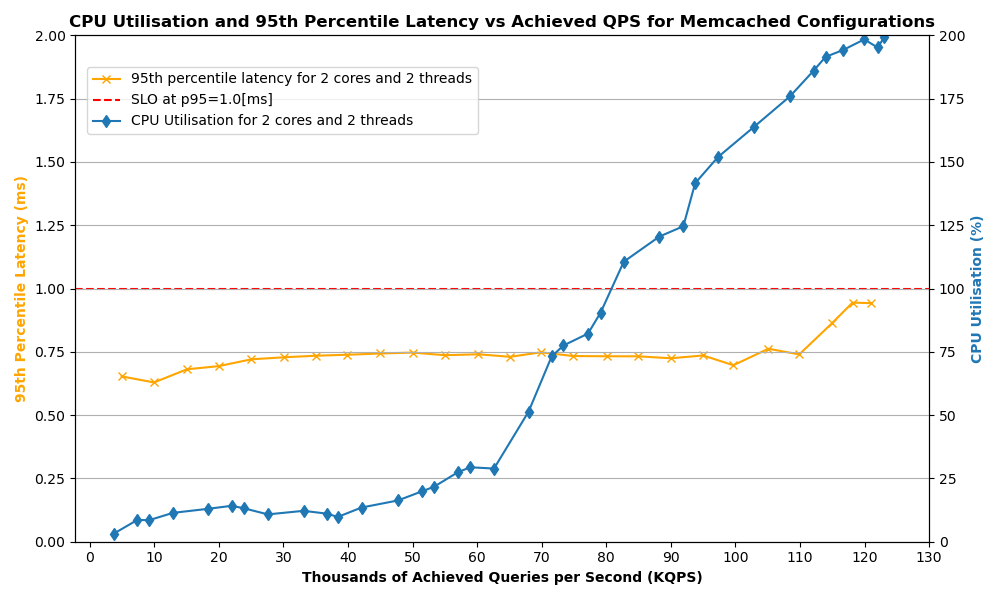 CPU Utilisation and 95th Percentile Latency vs Achieved QPS for Memcached Configurations
95th percentile latency for 2 cores and 2 threads
SLO at p95=1.0[ms]
CPU Utilisation for 2 cores and 2 threads
95th Percentile Latency (ms)
2.00
1.75
1.50
1.25
1.00
0.75
0.50
0.25
0.00
CPU Utilisation (%)
200
175
150
125
100
75
50
25
0
0 10 20 30 40 50 60 70 80 90 100 110 120 130
Thousands of Achieved Queries per Second (KQPS)